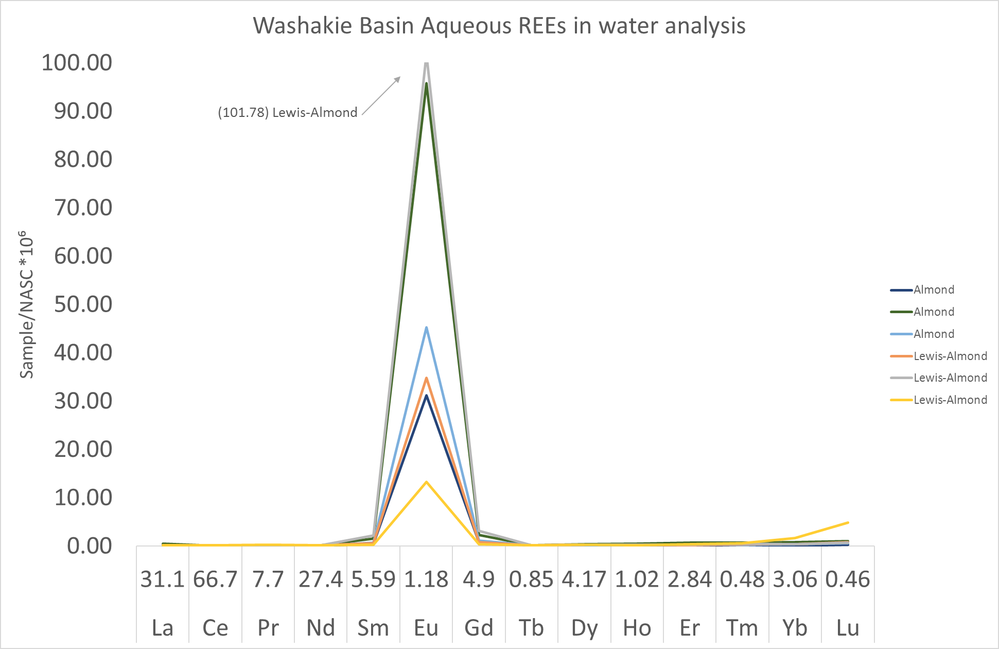 Washakie Basin Aqueous REEs in water analysis
Sample/NASC *10⁶
100.00
90.00
80.00
70.00
60.00
50.00
40.00
30.00
20.00
10.00
0.00
(101.78) Lewis-Almond
31.1 66.7 7.7 27.4 5.59 1.18 4.9 0.85 4.17 1.02 2.84 0.48 3.06 0.46
La Ce Pr Nd Sm Eu Gd Tb Dy Ho Er Tm Yb Lu
Almond
Almond
Almond
Lewis-Almond
Lewis-Almond
Lewis-Almond